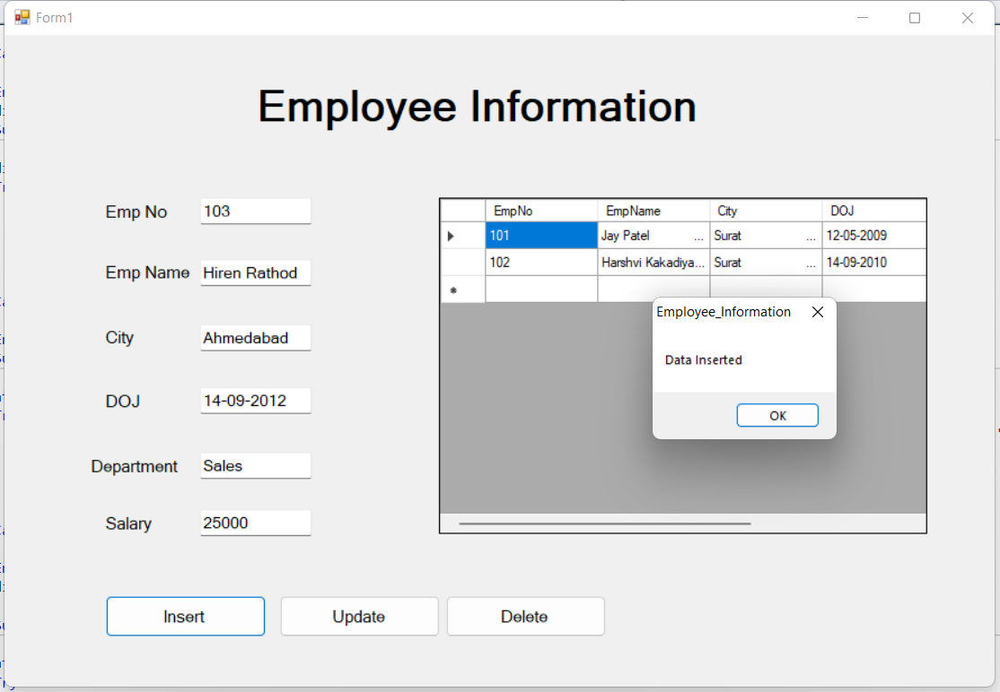 Form1
Employee Information
Emp No 103
Emp Name Hiren Rathod
City Ahmedabad
DOJ 14-09-2012
Department Sales
Salary 25000
EmpNo EmpName City DOJ
101 Jay Patel ... Surat ... 12-05-2009
102 Harshvi Kakadiya... Surat ... 14-09-2010
Employee_Information
Data Inserted
OK
Insert Update Delete